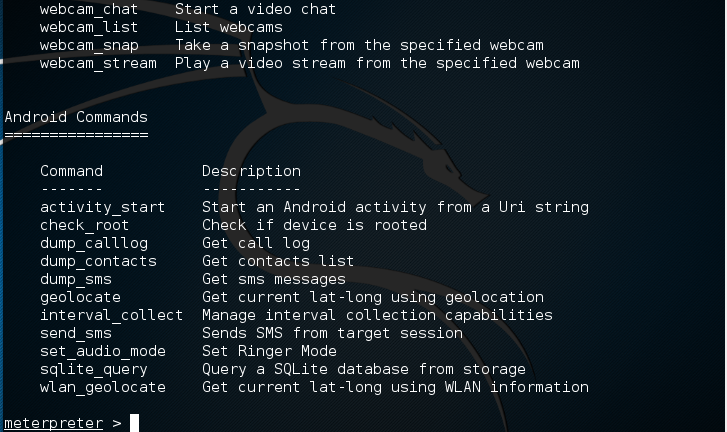 webcam_chat Start a video chat
webcam_list List webcams
webcam_snap Take a snapshot from the specified webcam
webcam_stream Play a video stream from the specified webcam
Android Commands
================
Command Description
------- -----------
activity_start Start an Android activity from a Uri string
check_root Check if device is rooted
dump_calllog Get call log
dump_contacts Get contacts list
dump_sms Get sms messages
geolocate Get current lat-long using geolocation
interval_collect Manage interval collection capabilities
send_sms Sends SMS from target session
set_audio_mode Set Ringer Mode
sqlite_query Query a SQLite database from storage
wlan_geolocate Get current lat-long using WLAN information
meterpreter >